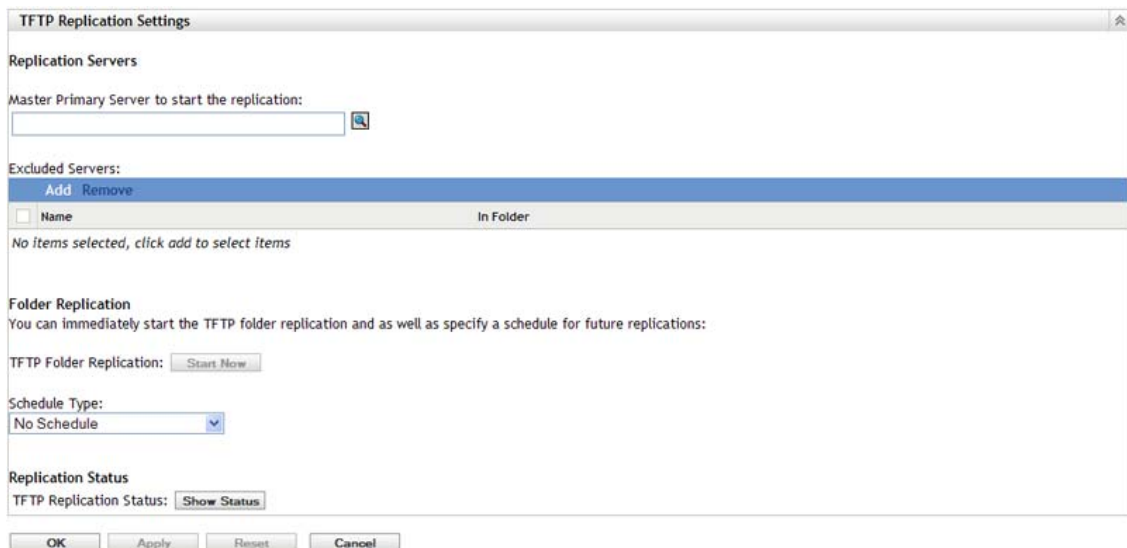 TFTP Replication Settings
Replication Servers
Master Primary Server to start the replication:
Excluded Servers:
Add Remove
Name In Folder
No items selected, click add to select items
Folder Replication
You can immediately start the TFTP folder replication and as well as specify a schedule for future replications:
TFTP Folder Replication: Start Now
Schedule Type:
No Schedule
Replication Status
TFTP Replication Status: Show Status
OK Apply Reset Cancel